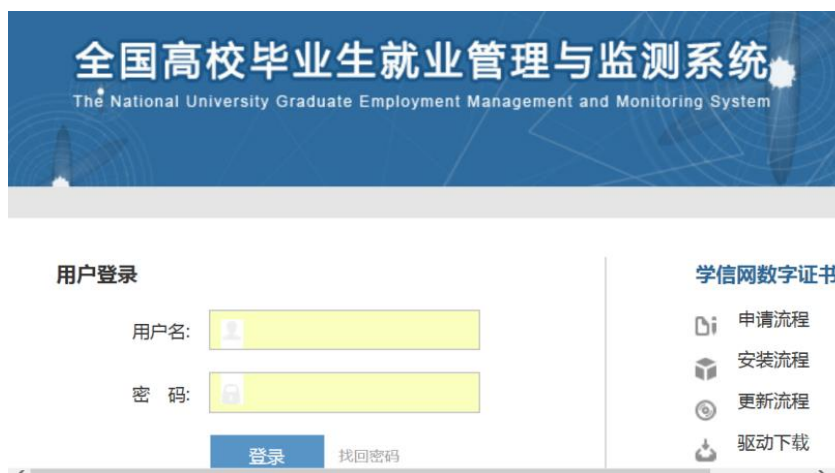 全国高校毕业生就业管理与监测系统
The National University Graduate Employment Management and Monitoring System
用户登录
用户名:
密 码:
登录 找回密码
学信网数字证书
申请流程
安装流程
更新流程
驱动下载